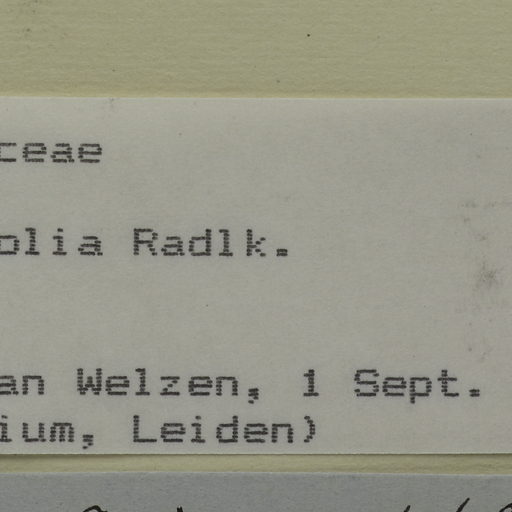 ceae
olia Radlk.
an Welzen, 1 Sept.
ium, Leiden)